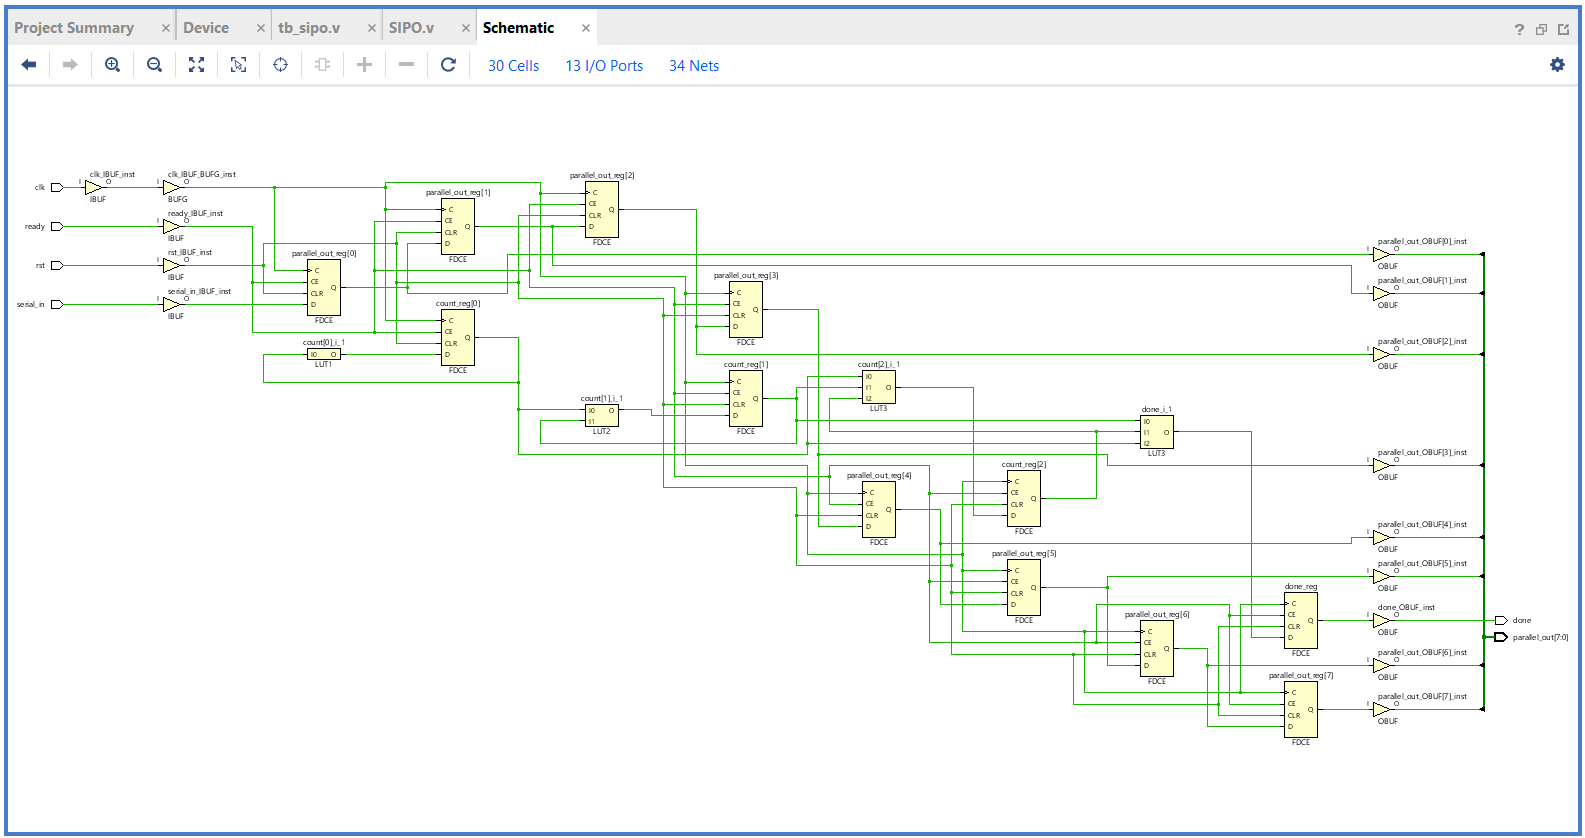 Project Summary × Device × tb_sipo.v × SIPO.v × Schematic ×
?
30 Cells 13 I/O Ports 34 Nets
clk
I clk_IBUF_inst O
IBUF
I clk_IBUF_BUFG_inst O
BUFG
ready
I ready_IBUF_inst O
IBUF
rst
I rst_IBUF_inst O
IBUF
serial_in
I serial_in_IBUF_inst O
IBUF
parallel_out_reg[0]
C
CE
CLR
D
Q
FDCE
count[0]_i_1
I0 O
LUT1
parallel_out_reg[1]
C
CE
CLR
D
Q
FDCE
count_reg[0]
C
CE
CLR
D
Q
FDCE
parallel_out_reg[2]
C
CE
CLR
D
Q
FDCE
count[1]_i_1
I0 O
I1
LUT2
parallel_out_reg[3]
C
CE
CLR
D
Q
FDCE
count_reg[1]
C
CE
CLR
D
Q
FDCE
count[2]_i_1
I0
I1 O
I2
LUT3
parallel_out_reg[4]
C
CE
CLR
D
Q
FDCE
count_reg[2]
C
CE
CLR
D
Q
FDCE
parallel_out_reg[5]
C
CE
CLR
D
Q
FDCE
done_i_1
I0
I1 O
I2
LUT3
parallel_out_reg[6]
C
CE
CLR
D
Q
FDCE
done_reg
C
CE
CLR
D
Q
FDCE
parallel_out_reg[7]
C
CE
CLR
D
Q
FDCE
parallel_out_OBUF[0]_inst
I O
OBUF
parallel_out_OBUF[1]_inst
I O
OBUF
parallel_out_OBUF[2]_inst
I O
OBUF
parallel_out_OBUF[3]_inst
I O
OBUF
parallel_out_OBUF[4]_inst
I O
OBUF
parallel_out_OBUF[5]_inst
I O
OBUF
done_OBUF_inst
I O
OBUF
done
parallel_out[7:0]
parallel_out_OBUF[6]_inst
I O
OBUF
parallel_out_OBUF[7]_inst
I O
OBUF